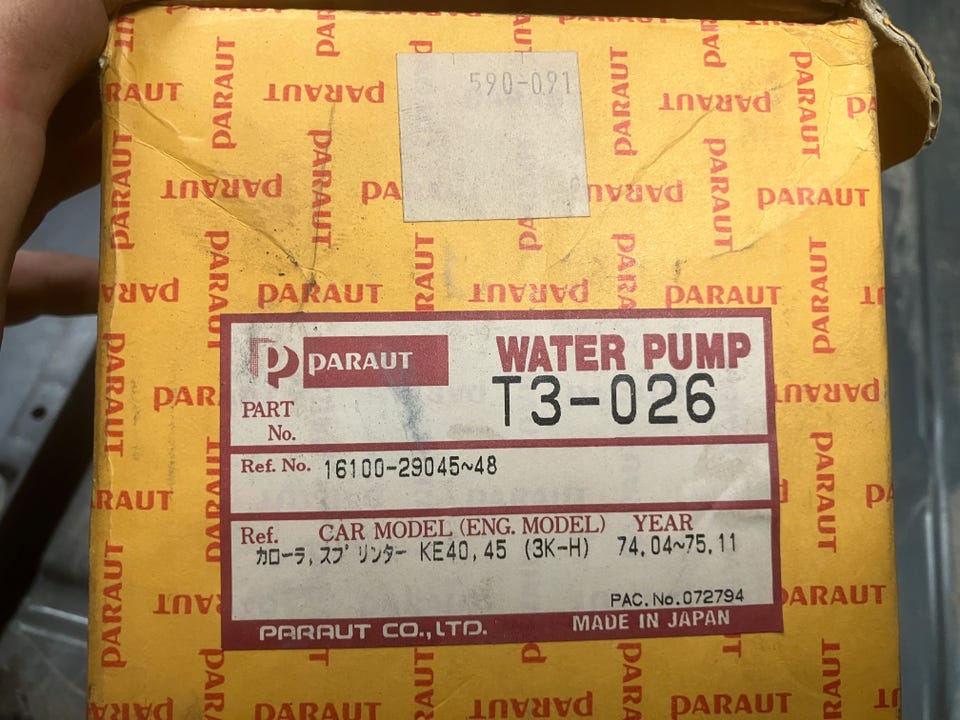 590-091
PARAUT
WATER PUMP
PART No.
T3-026
Ref. No. 16100-29045~48
Ref. CAR MODEL (ENG. MODEL) YEAR
カローラ,スプリンター KE40,45 (3K-H) 74.04~75.11
PAC.No.072794
PARAUT CO.,LTD. MADE IN JAPAN
PARAUT